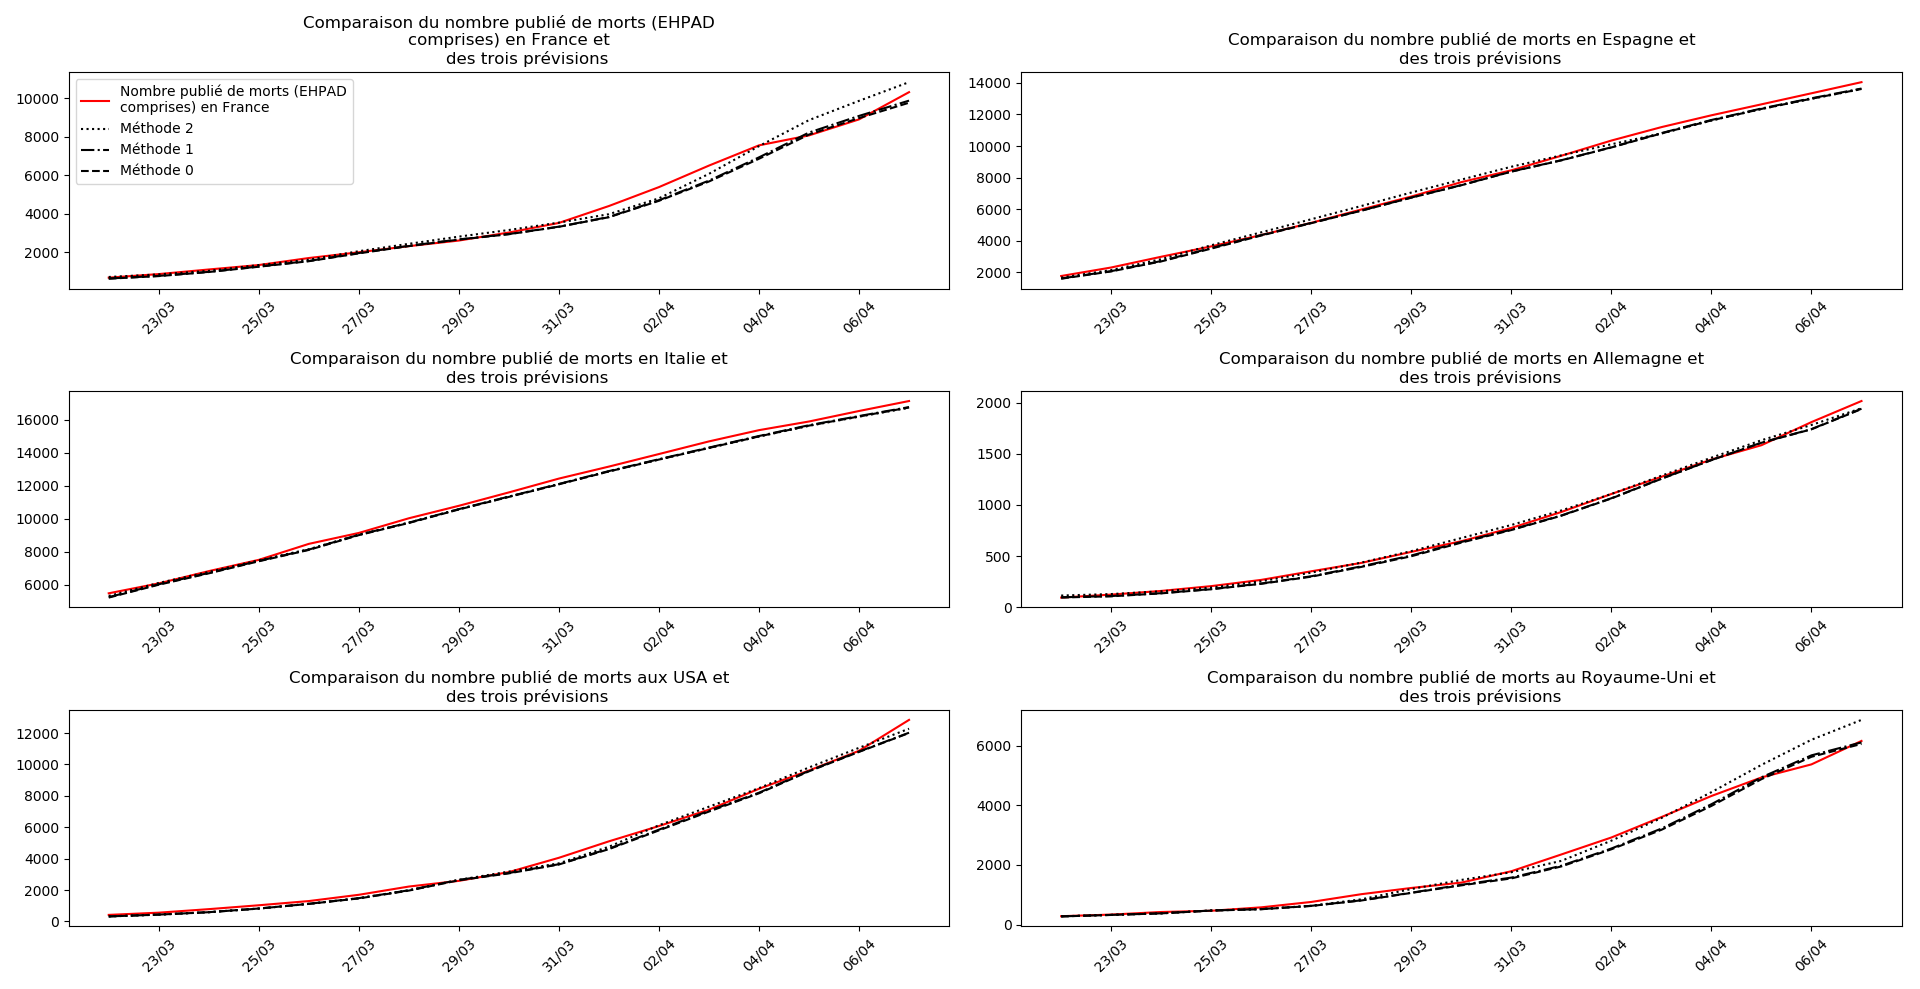 Comparaison du nombre publié de morts (EHPAD
comprises) en France et
des trois prévisions
Nombre publié de morts (EHPAD
comprises) en France
Méthode 2
Méthode 1
Méthode 0
10000
8000
6000
4000
2000
23/03 25/03 27/03 29/03 31/03 02/04 04/04 06/04
Comparaison du nombre publié de morts en Espagne et
des trois prévisions
14000
12000
10000
8000
6000
4000
2000
23/03 25/03 27/03 29/03 31/03 02/04 04/04 06/04
Comparaison du nombre publié de morts en Italie et
des trois prévisions
16000
14000
12000
10000
8000
6000
23/03 25/03 27/03 29/03 31/03 02/04 04/04 06/04
Comparaison du nombre publié de morts en Allemagne et
des trois prévisions
2000
1500
1000
500
0
23/03 25/03 27/03 29/03 31/03 02/04 04/04 06/04
Comparaison du nombre publié de morts aux USA et
des trois prévisions
12000
10000
8000
6000
4000
2000
0
23/03 25/03 27/03 29/03 31/03 02/04 04/04 06/04
Comparaison du nombre publié de morts au Royaume-Uni et
des trois prévisions
6000
4000
2000
0
23/03 25/03 27/03 29/03 31/03 02/04 04/04 06/04